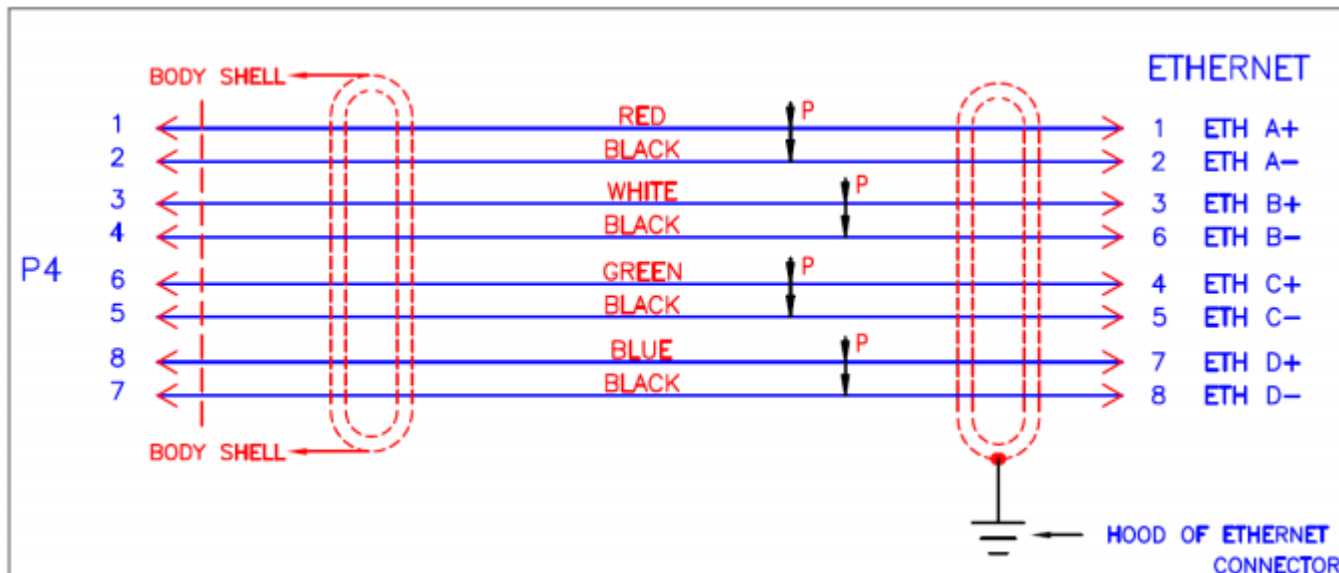 ETHERNET
BODY SHELL
1 RED P 1 ETH A+
2 BLACK 2 ETH A-
3 WHITE P 3 ETH B+
4 BLACK 6 ETH B-
P4
6 GREEN P 4 ETH C+
5 BLACK 5 ETH C-
8 BLUE P 7 ETH D+
7 BLACK 8 ETH D-
BODY SHELL
HOOD OF ETHERNET
CONNECTOR